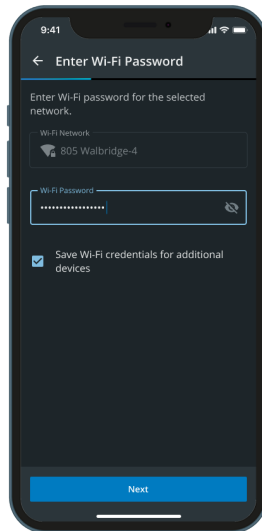 9:41
Enter Wi-Fi Password
Enter Wi-Fi password for the selected
network.
Wi-Fi Network
805 Walbridge-4
Wi-Fi Password
•••••••••••••••••
Save Wi-Fi credentials for additional
devices
Next